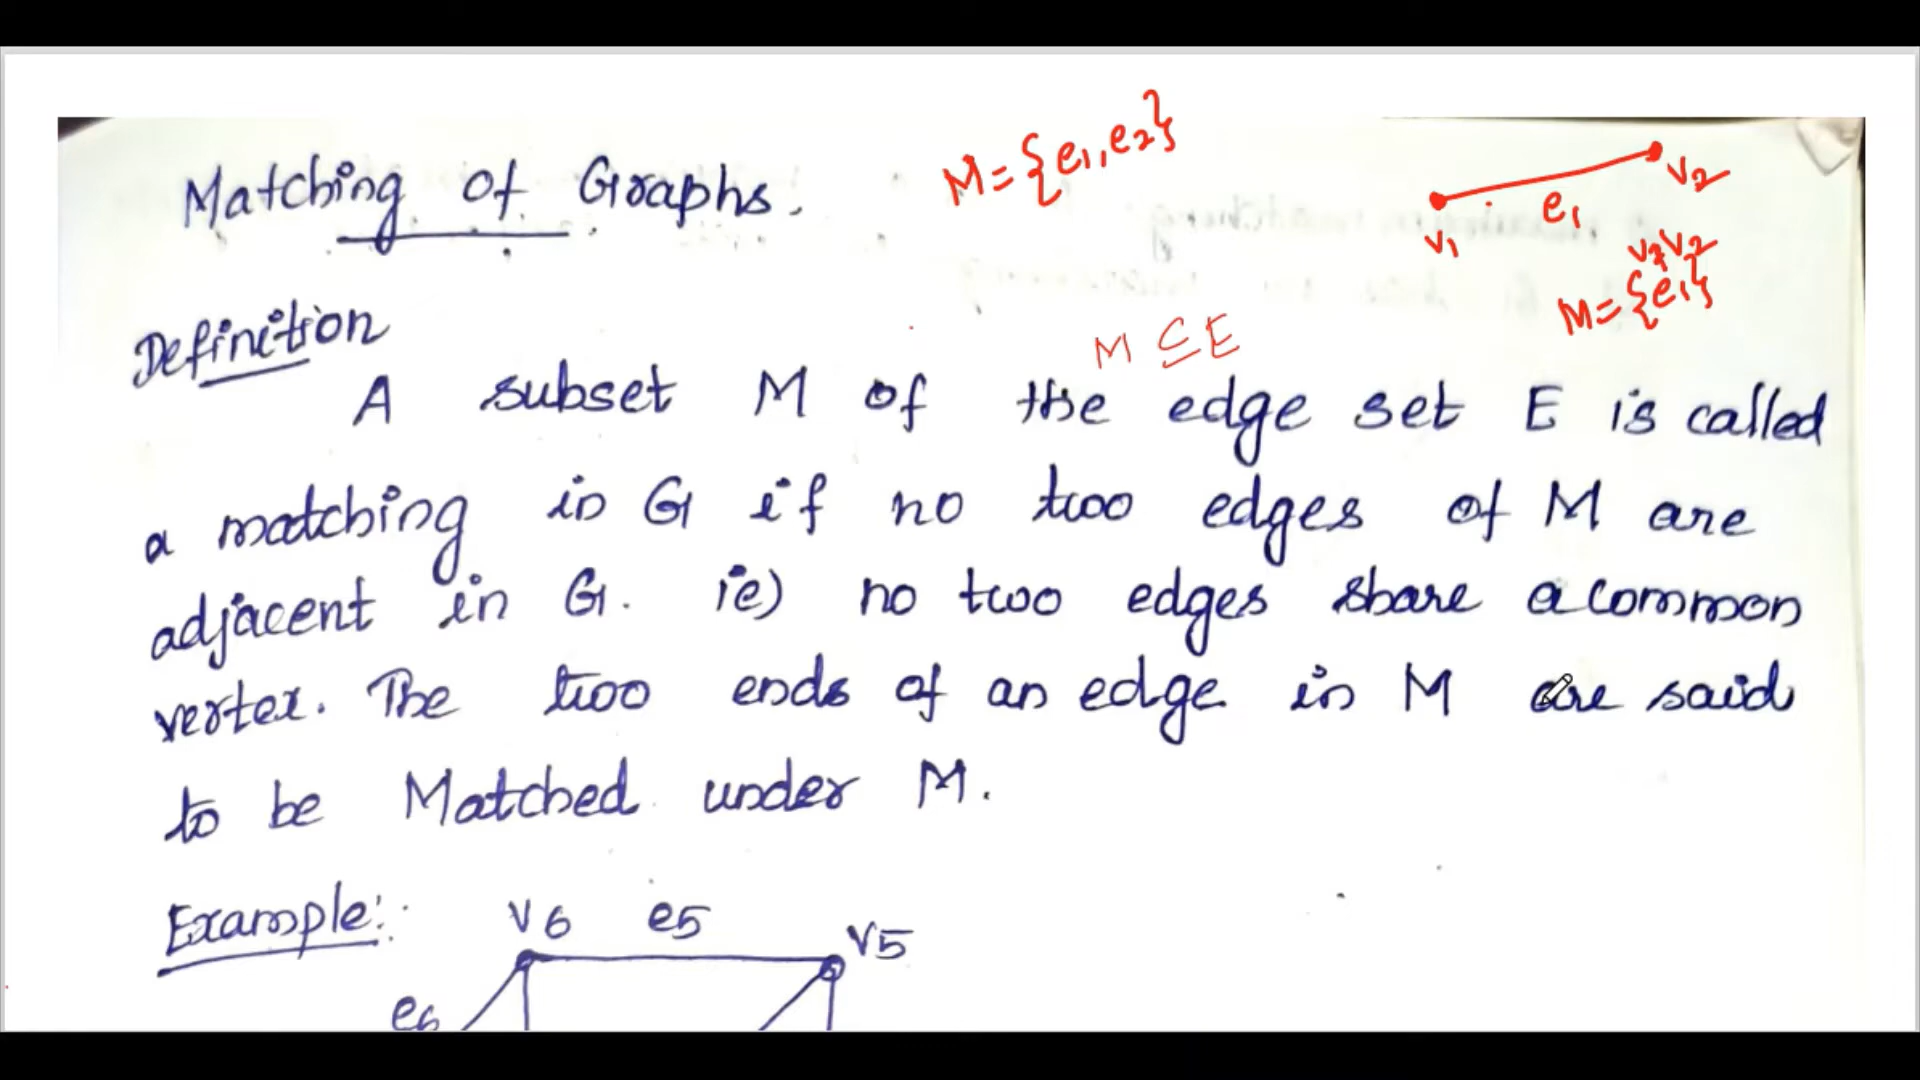 M = {e1, e2}
Matching of Graphs.
v2
e1
v1
v2
M = {e1}
Definition
M ⊆ E
A subset M of the edge set E is called
a matching in G if no two edges of M are
adjacent in G. ie) no two edges share a common
vertex. The two ends of an edge in M are said
to be Matched under M.
Example:
v6 e5 v5
e6